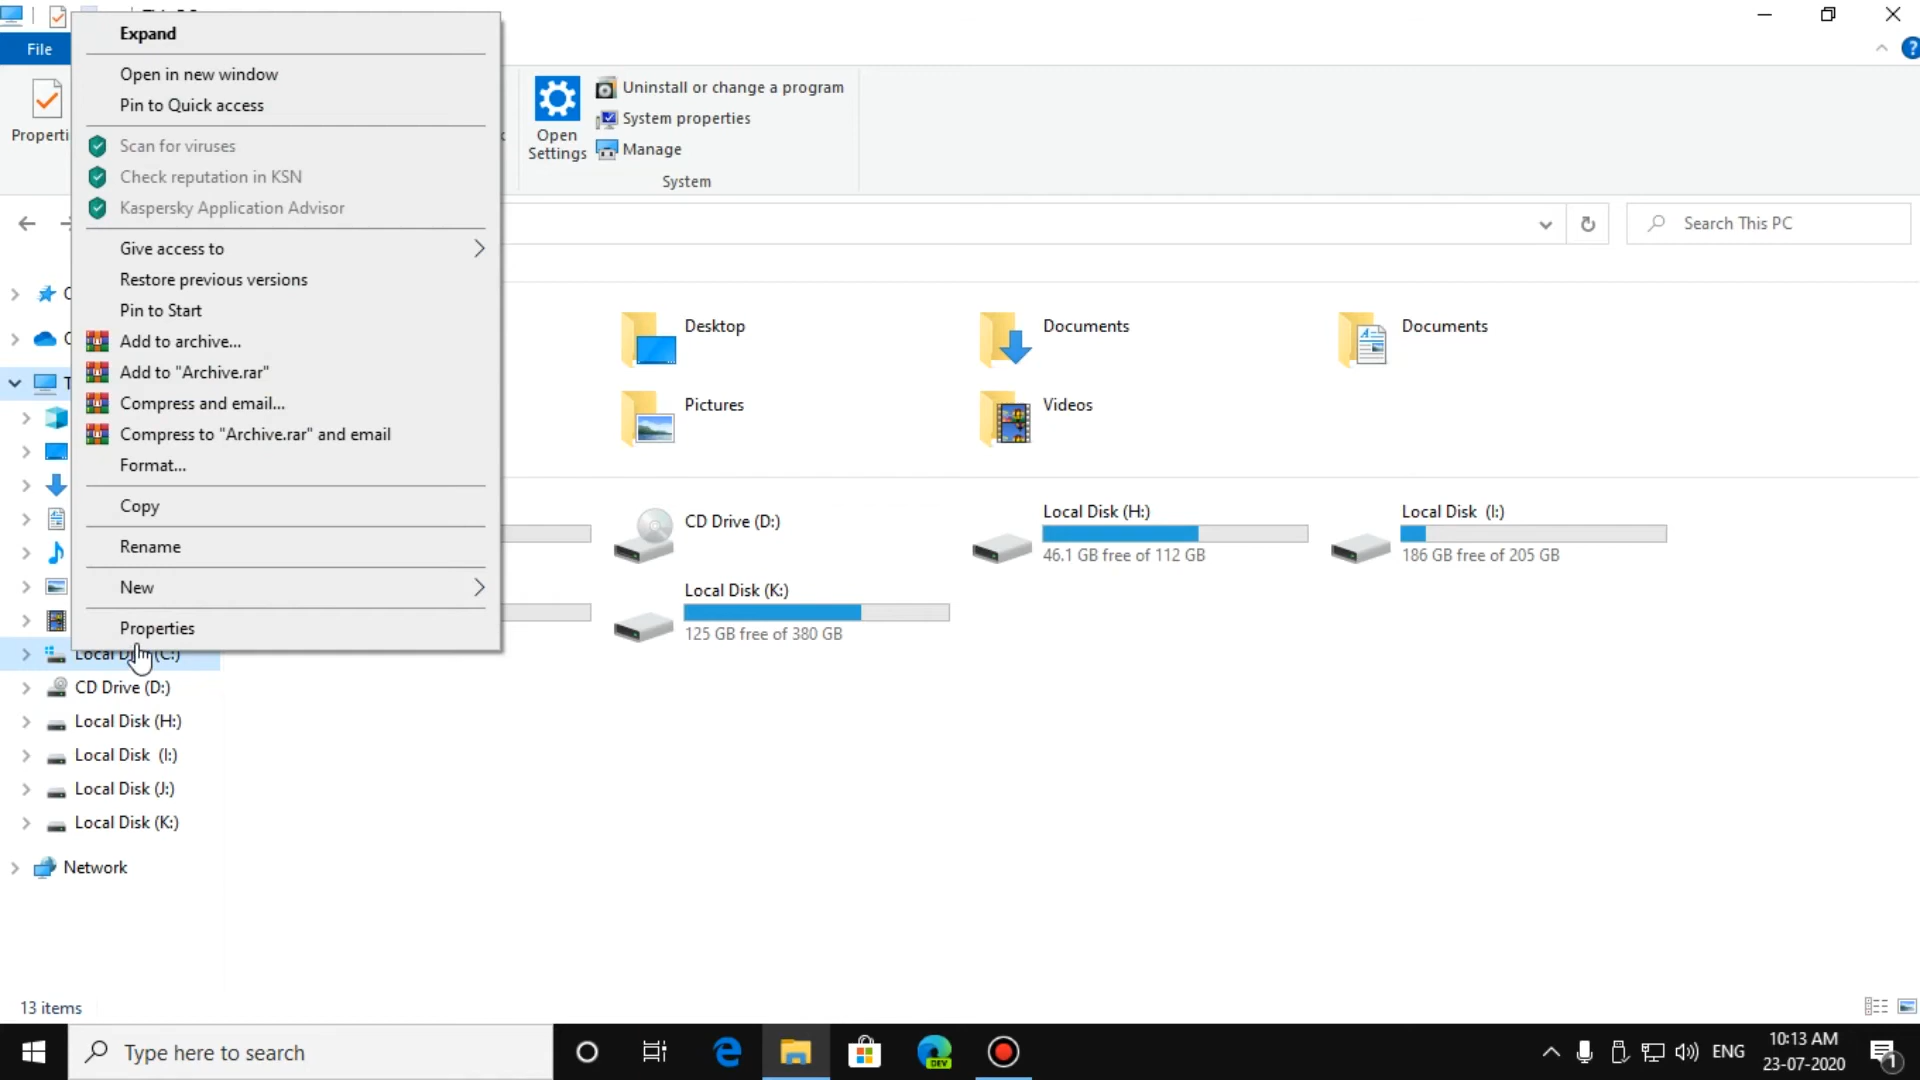 File
Properti
Expand
Open in new window
Pin to Quick access
Scan for viruses
Check reputation in KSN
Kaspersky Application Advisor
Give access to
Restore previous versions
Pin to Start
Add to archive...
Add to "Archive.rar"
Compress and email...
Compress to "Archive.rar" and email
Format...
Copy
Rename
New
Properties
Open
Settings
Uninstall or change a program
System properties
Manage
System
Search This PC
Desktop
Documents
Documents
Pictures
Videos
CD Drive (D:)
Local Disk (H:)
46.1 GB free of 112 GB
Local Disk (I:)
186 GB free of 205 GB
Local Disk (K:)
125 GB free of 380 GB
Local Disk (C:)
CD Drive (D:)
Local Disk (H:)
Local Disk (I:)
Local Disk (J:)
Local Disk (K:)
Network
13 items
Type here to search
DEV
ENG
10:13 AM
23-07-2020
1